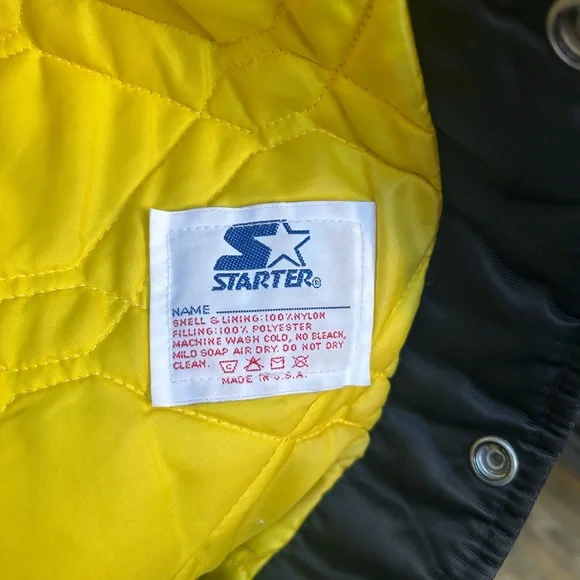 STARTER®
NAME
SHELL & LINING:100% NYLON
FILLING:100% POLYESTER
MACHINE WASH COLD, NO BLEACH,
MILD SOAP AIR DRY. DO NOT DRY
CLEAN.
MADE IN U.S.A.